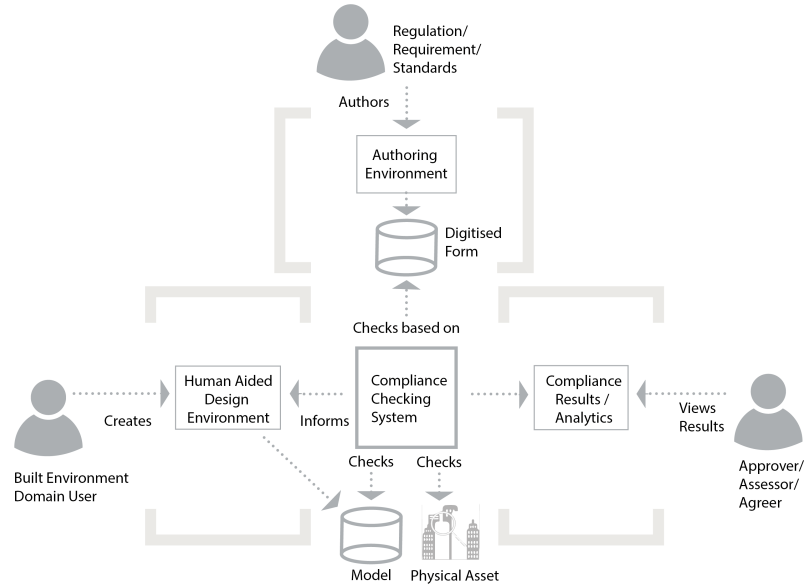 Regulation/
Requirement/
Standards
Authors
Authoring
Environment
Digitised
Form
Checks based on
Human Aided
Design
Environment
Compliance
Checking
System
Compliance
Results /
Analytics
Creates
Informs
Views
Results
Built Environment
Domain User
Checks
Checks
Approver/
Assessor/
Agreer
Model
Physical Asset